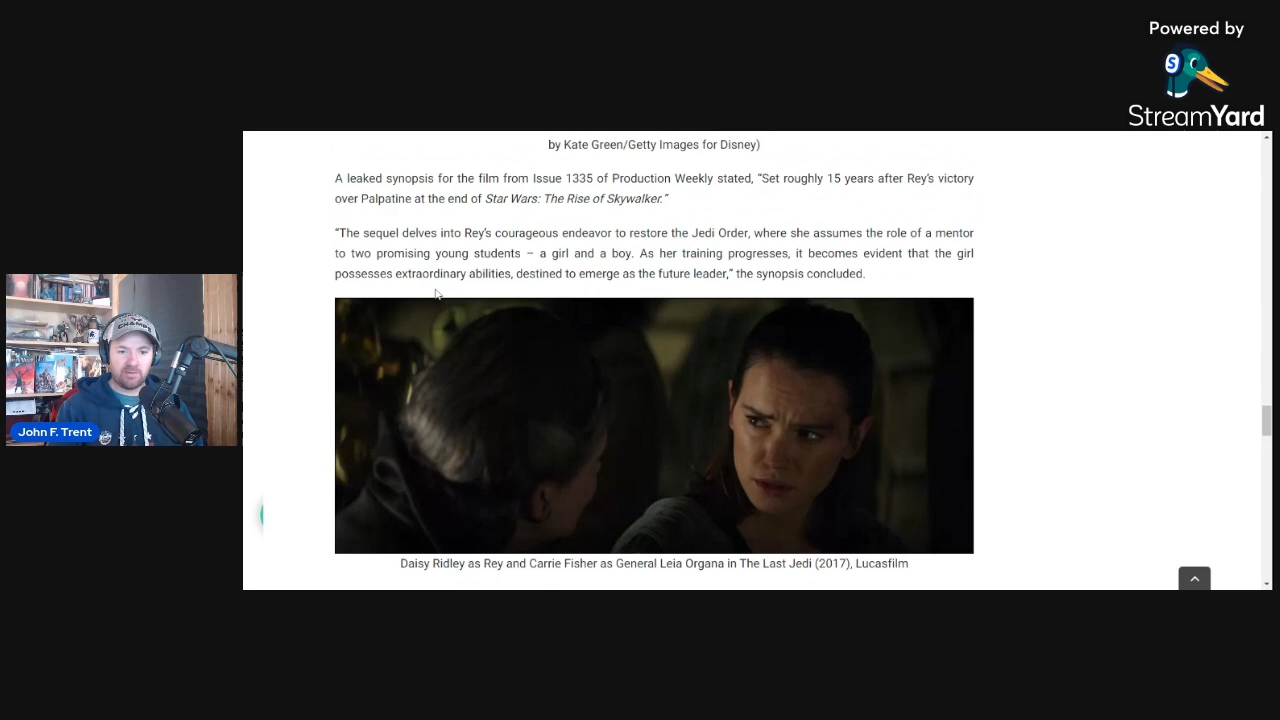 Powered by
S
StreamYard
by Kate Green/Getty Images for Disney)
A leaked synopsis for the film from Issue 1335 of Production Weekly stated, “Set roughly 15 years after Rey’s victory
over Palpatine at the end of Star Wars: The Rise of Skywalker.”
“The sequel delves into Rey’s courageous endeavor to restore the Jedi Order, where she assumes the role of a mentor
to two promising young students – a girl and a boy. As her training progresses, it becomes evident that the girl
possesses extraordinary abilities, destined to emerge as the future leader,” the synopsis concluded.
CHAMPS
John F. Trent
Daisy Ridley as Rey and Carrie Fisher as General Leia Organa in The Last Jedi (2017), Lucasfilm